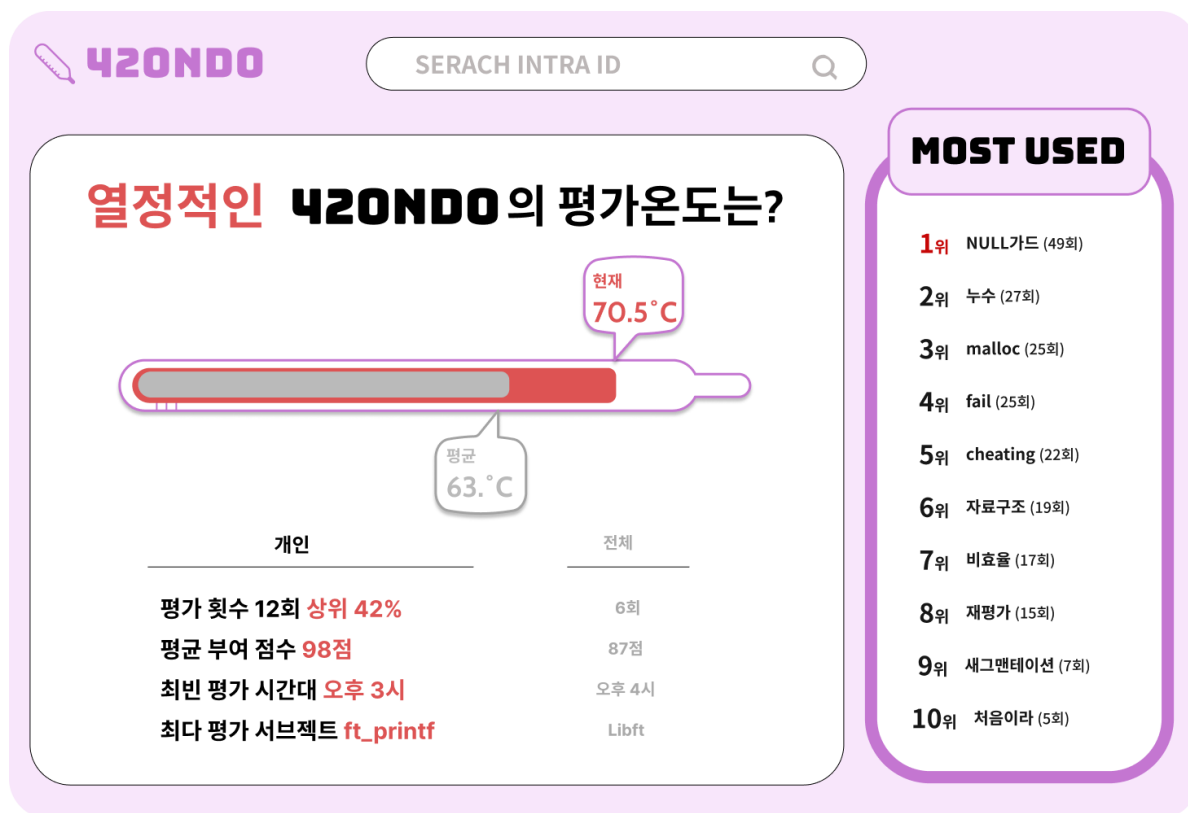 42ONDO
SERACH INTRA ID
열정적인 42ONDO의 평가온도는?
현재
70.5°C
평균
63.°C
개인 전체
평가 횟수 12회 상위 42% 6회
평균 부여 점수 98점 87점
최빈 평가 시간대 오후 3시 오후 4시
최다 평가 서브젝트 ft_printf Libft
MOST USED
1위 NULL가드 (49회)
2위 누수 (27회)
3위 malloc (25회)
4위 fail (25회)
5위 cheating (22회)
6위 자료구조 (19회)
7위 비효율 (17회)
8위 재평가 (15회)
9위 새그맨테이션 (7회)
10위 처음이라 (5회)